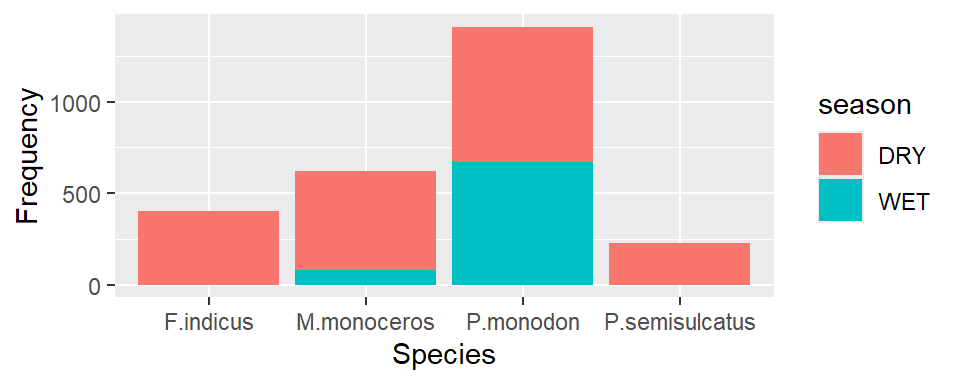 Frequency
1000
500
0
F.indicus M.monoceros P.monodon P.semisulcatus
Species
season
DRY
WET